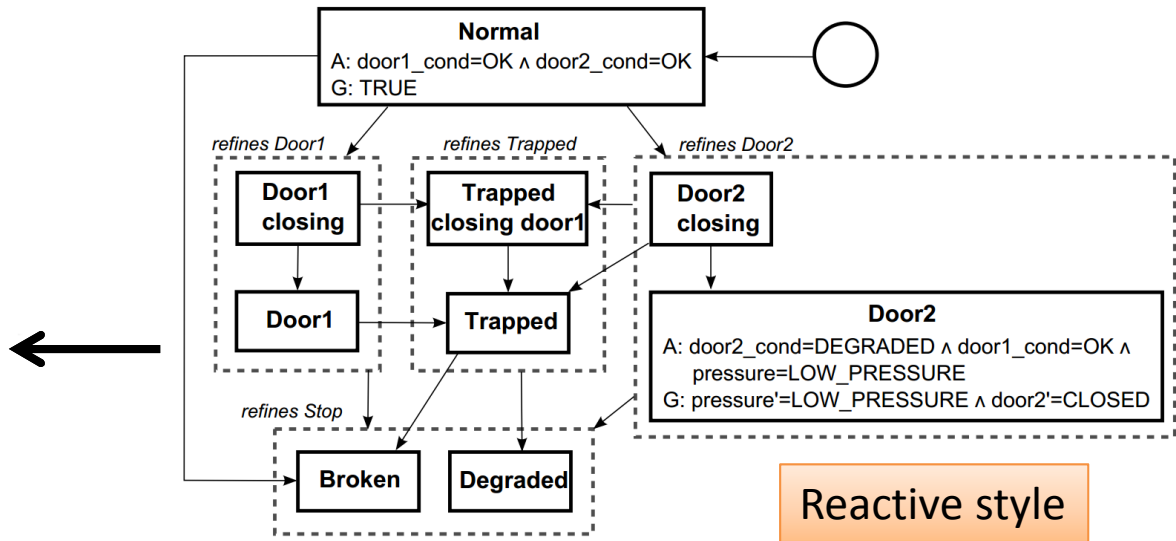 Normal
A: door1_cond=OK ∧ door2_cond=OK
G: TRUE
refines Door1
refines Trapped
refines Door2
Door1
closing
Trapped
closing door1
Door2
closing
Door1
Trapped
Door2
A: door2_cond=DEGRADED ∧ door1_cond=OK ∧
pressure=LOW_PRESSURE
G: pressure'=LOW_PRESSURE ∧ door2'=CLOSED
refines Stop
Broken
Degraded
Reactive style